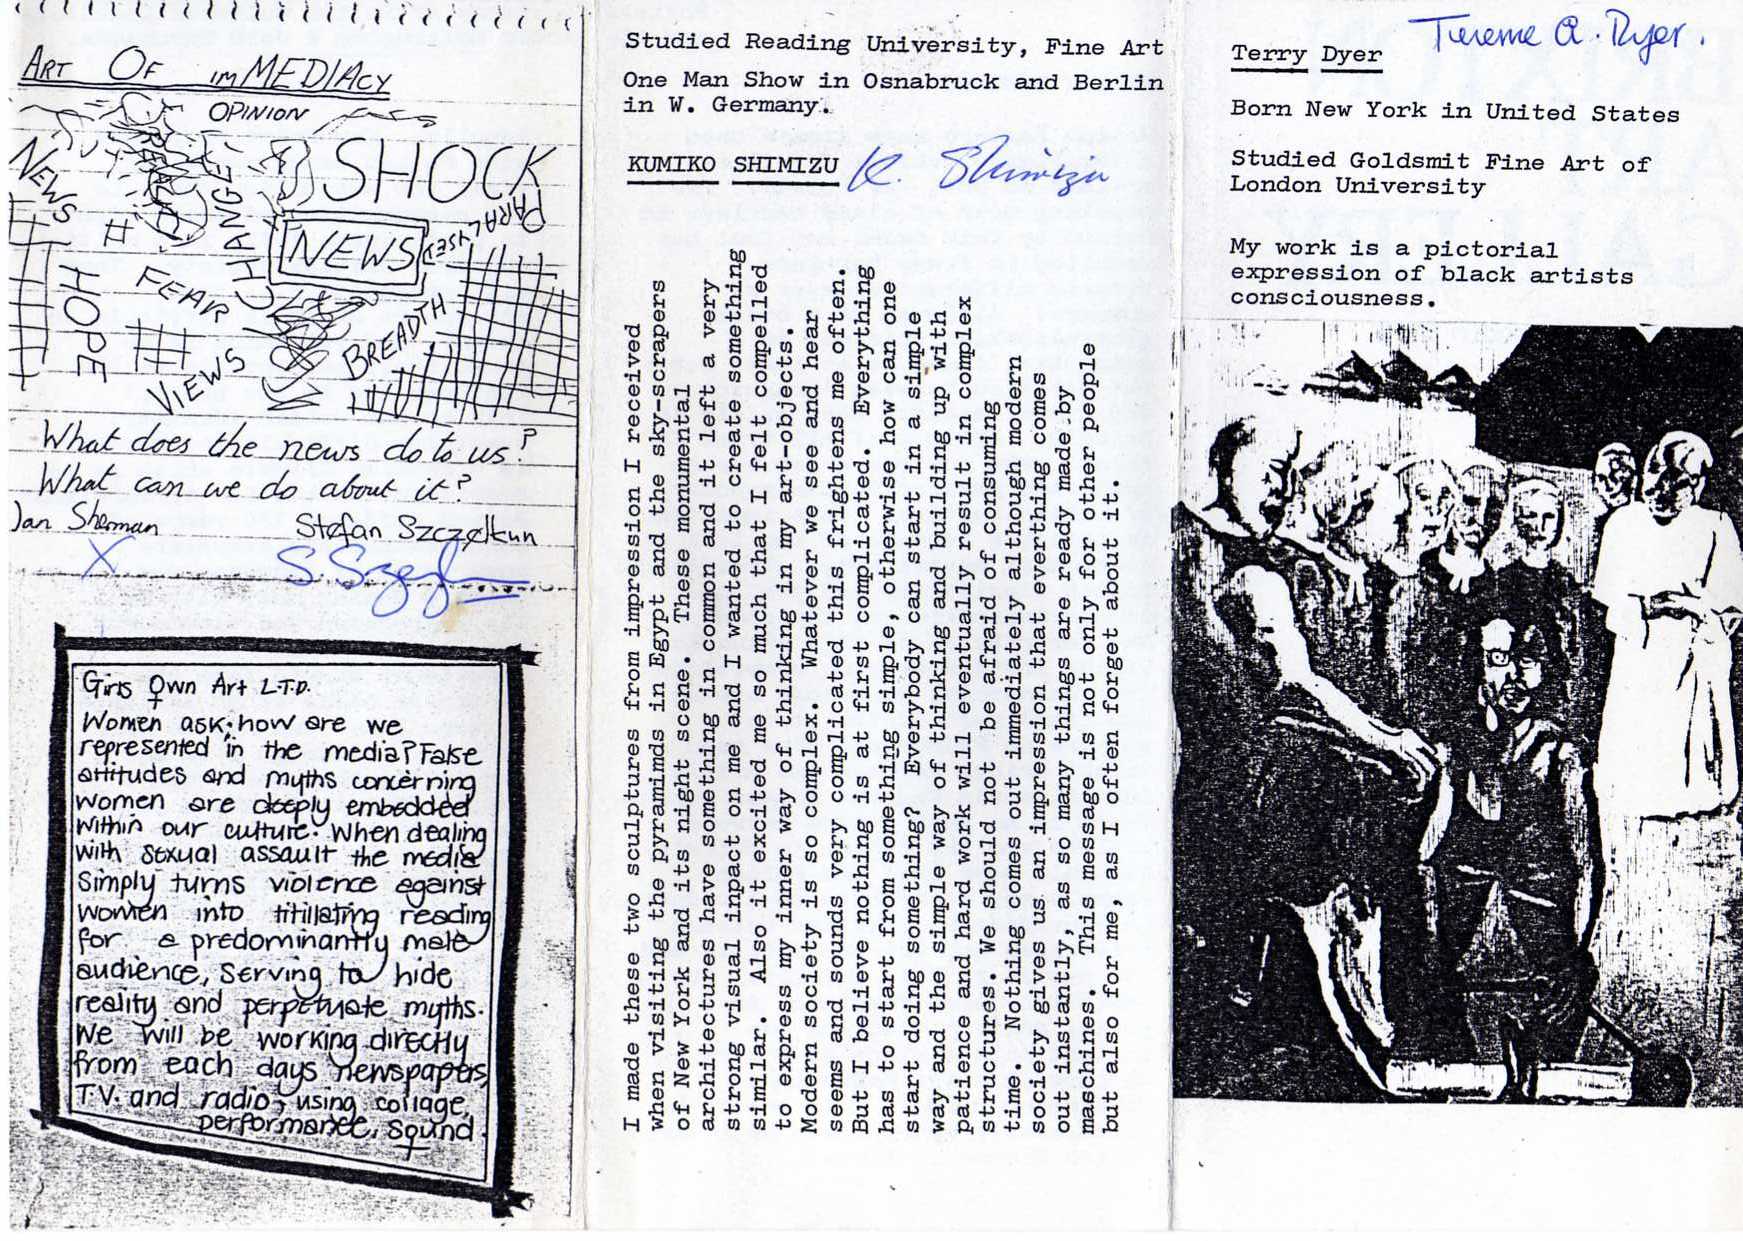 ART OF imMEDIAcy
OPINION
NEWS
CHANGE
SHOCK
PARALYSED
NEWS
HOPE
FEAR
VIEWS
BREADTH
What does the news do to us?
What can we do about it?
Jan Sherman Stefan Szczelkun
X
Girls Own Art L.T.D.
Women ask; how are we
represented in the media? False
attitudes and myths concerning
women are deeply embedded
within our culture. When dealing
with sexual assault the media
simply turns violence against
women into titillating reading
for a predominantly male
audience, serving to hide
reality and perpetuate myths.
We will be working directly
from each days newspapers,
T.V. and radio, using collage,
performance, sound.
Studied Reading University, Fine Art
One Man Show in Osnabruck and Berlin
in W. Germany.
KUMIKO SHIMIZU K. Shimizu
I made these two sculptures from impression I received
when visiting the pyramids in Egypt and the sky-scrapers
of New York and its night scene. These monumental
architectures have something in common and it left a very
strong visual inpact on me and I wanted to create something
similar. Also it excited me so much that I felt compelled
to express my inner way of thinking in my art-objects.
Modern society is so complex. Whatever we see and hear
seems and sounds very complicated this frightens me often.
But I believe nothing is at first complicated. Everything
has to start from something simple, otherwise how can one
start doing something? Everybody can start in a simple
way and the simple way of thinking and building up with
patience and hard work will eventually result in complex
structures. We should not be afraid of consuming
time. Nothing comes out immediately although modern
society gives us an impression that everything comes
out instantly, as so many things are ready made by
maschines. This message is not only for other people
but also for me, as I often forget about it.
Terry Dyer
Born New York in United States
Studied Goldsmit Fine Art of
London University
My work is a pictorial
expression of black artists
consciousness.